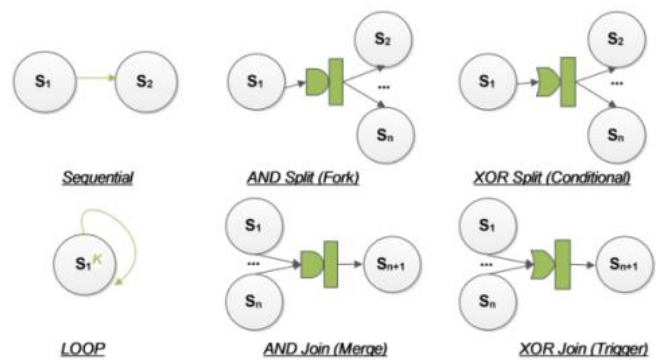 S1 S2
Sequential
S1 S2 ... Sn
AND Split (Fork)
S1 S2 ... Sn
XOR Split (Conditional)
S1 K
LOOP
S1 ... Sn Sn+1
AND Join (Merge)
S1 ... Sn Sn+1
XOR Join (Trigger)